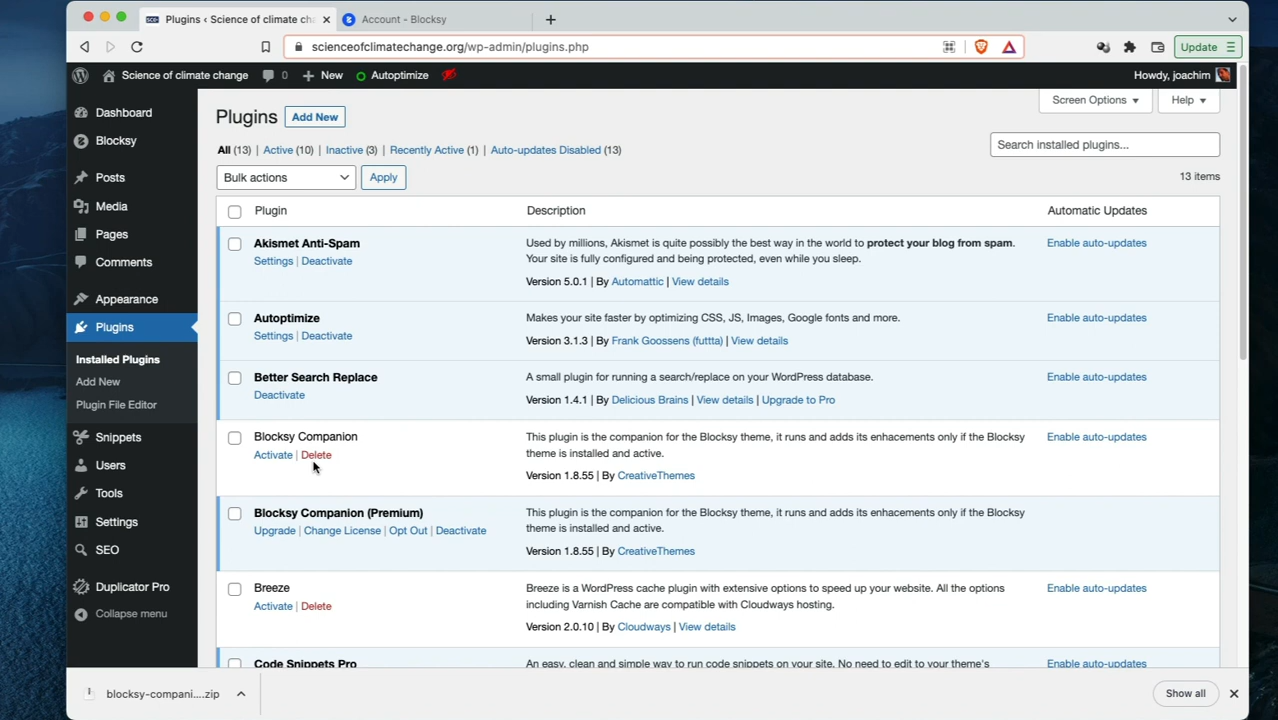 Plugins ‹ Science of climate ch
Account - Blocksy
scienceofclimatechange.org/wp-admin/plugins.php
Update
Science of climate change
0
New
Autoptimize
Howdy, joachim
Dashboard
Blocksy
Posts
Media
Pages
Comments
Appearance
Plugins
Installed Plugins
Add New
Plugin File Editor
Snippets
Users
Tools
Settings
SEO
Duplicator Pro
Collapse menu
Plugins
Add New
Screen Options
Help
All (13) | Active (10) | Inactive (3) | Recently Active (1) | Auto-updates Disabled (13)
Search installed plugins...
Bulk actions
Apply
13 items
Plugin
Description
Automatic Updates
Akismet Anti-Spam
Settings | Deactivate
Used by millions, Akismet is quite possibly the best way in the world to protect your blog from spam.
Your site is fully configured and being protected, even while you sleep.
Version 5.0.1 | By Automattic | View details
Enable auto-updates
Autoptimize
Settings | Deactivate
Makes your site faster by optimizing CSS, JS, Images, Google fonts and more.
Version 3.1.3 | By Frank Goossens (futtta) | View details
Enable auto-updates
Better Search Replace
Deactivate
A small plugin for running a search/replace on your WordPress database.
Version 1.4.1 | By Delicious Brains | View details | Upgrade to Pro
Enable auto-updates
Blocksy Companion
Activate | Delete
This plugin is the companion for the Blocksy theme, it runs and adds its enhacements only if the Blocksy
theme is installed and active.
Version 1.8.55 | By CreativeThemes
Enable auto-updates
Blocksy Companion (Premium)
Upgrade | Change License | Opt Out | Deactivate
This plugin is the companion for the Blocksy theme, it runs and adds its enhacements only if the Blocksy
theme is installed and active.
Version 1.8.55 | By CreativeThemes
Breeze
Activate | Delete
Breeze is a WordPress cache plugin with extensive options to speed up your website. All the options
including Varnish Cache are compatible with Cloudways hosting.
Version 2.0.10 | By Cloudways | View details
Enable auto-updates
Code Snippets Pro
An easy, clean and simple way to run code snippets on your site. No need to edit to your theme's
Enable auto-updates
blocksy-compani....zip
Show all